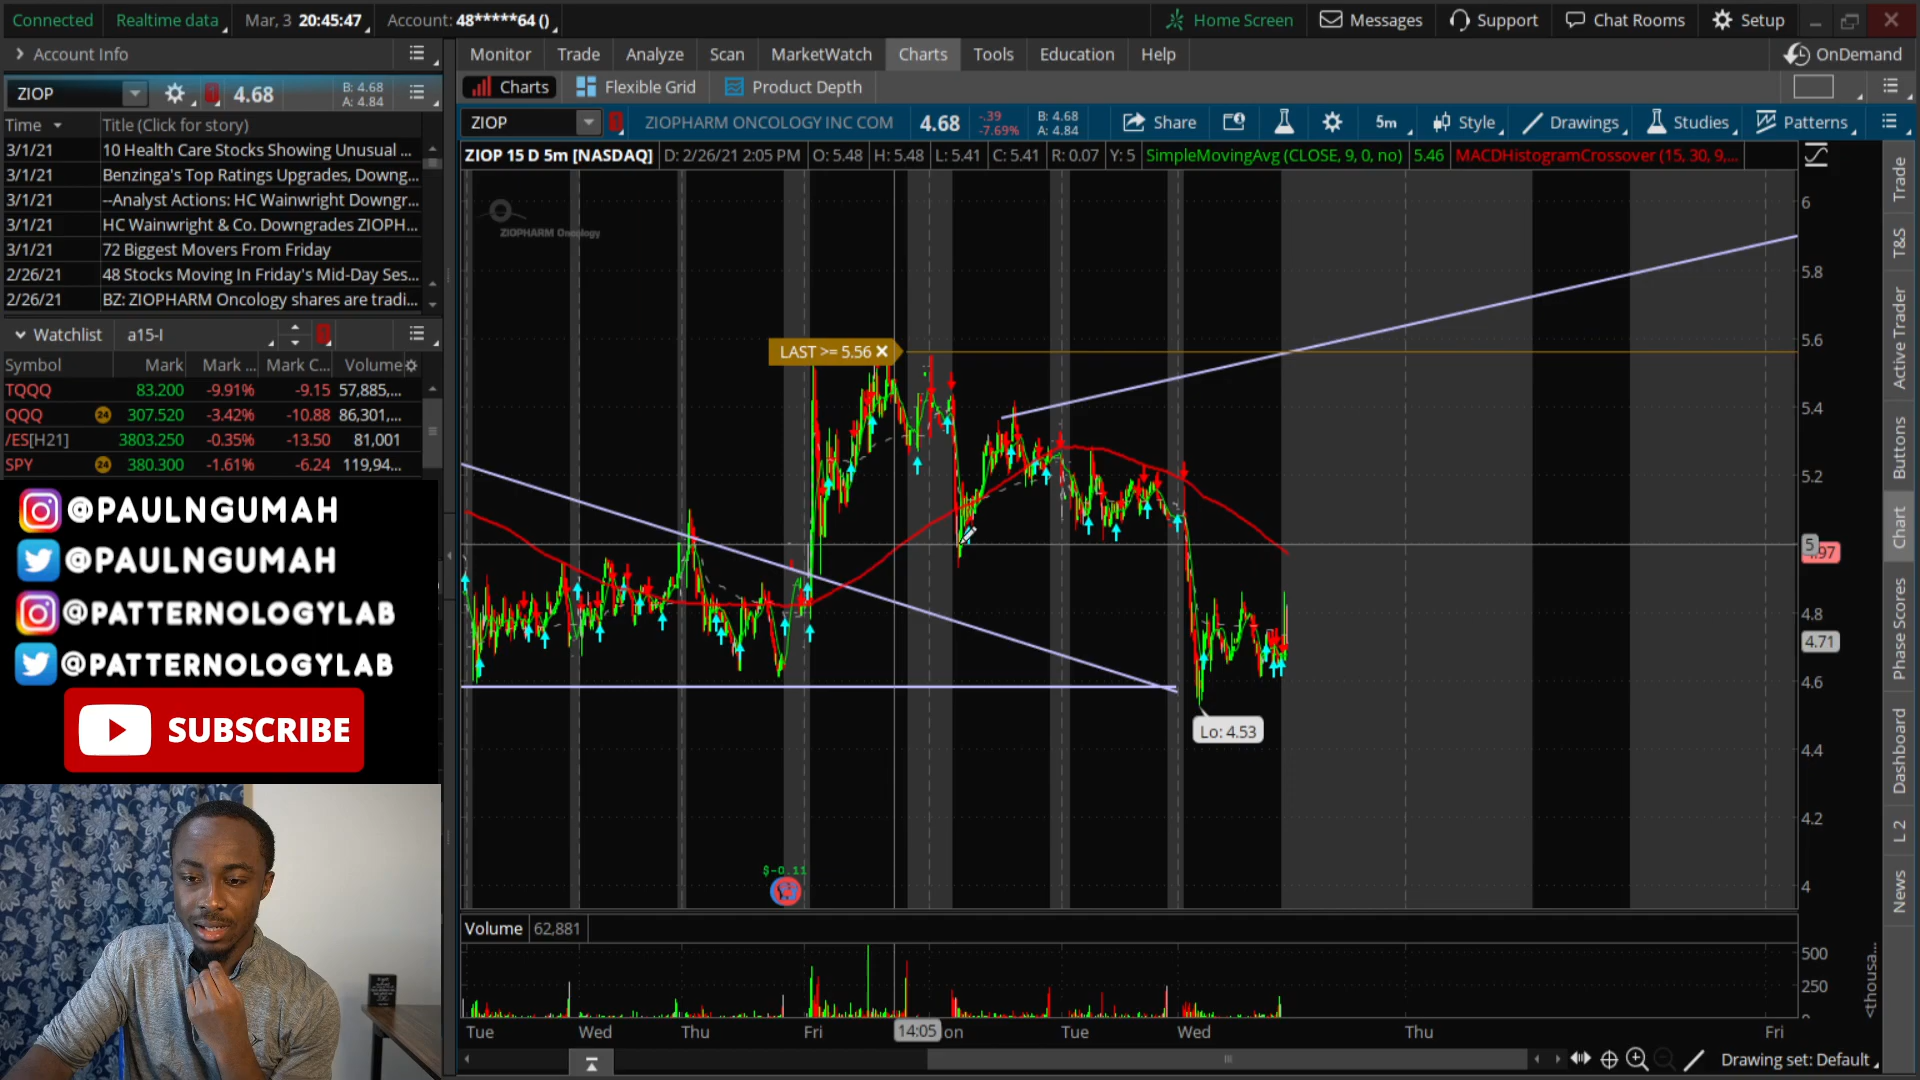 Connected Realtime data Mar, 3 20:45:47 Account: 48*****64 () Home Screen Messages Support Chat Rooms Setup
Account Info Monitor Trade Analyze Scan MarketWatch Charts Tools Education Help OnDemand
ZIOP 4.68 B: 4.68 A: 4.84 Charts Flexible Grid Product Depth
Time Title (Click for story)
3/1/21 10 Health Care Stocks Showing Unusual ...
3/1/21 Benzinga's Top Ratings Upgrades, Downg...
3/1/21 --Analyst Actions: HC Wainwright Downgr...
3/1/21 HC Wainwright & Co. Downgrades ZIOPH...
3/1/21 72 Biggest Movers From Friday
2/26/21 48 Stocks Moving In Friday's Mid-Day Ses...
2/26/21 BZ: ZIOPHARM Oncology shares are tradi...
Watchlist a15-I
Symbol Mark Mark ... Mark C... Volume
TQQQ 83.200 -9.91% -9.15 57,885,...
QQQ 24 307.520 -3.42% -10.88 86,301,...
/ES[H21] 3803.250 -0.35% -13.50 81,001
SPY 24 380.300 -1.61% -6.24 119,94...
@PAULNGUMAH
@PAULNGUMAH
@PATTERNOLOGYLAB
@PATTERNOLOGYLAB
SUBSCRIBE
ZIOP ZIOPHARM ONCOLOGY INC COM 4.68 -.39 -7.69% B: 4.68 A: 4.84 Share 5m Style Drawings Studies Patterns
ZIOP 15 D 5m [NASDAQ] D: 2/26/21 2:05 PM O: 5.48 H: 5.48 L: 5.41 C: 5.41 R: 0.07 Y: 5 SimpleMovingAvg (CLOSE, 9, 0, no) 5.46 MACDHistogramCrossover (15, 30, 9,...
ZIOPHARM Oncology
LAST >= 5.56
Lo: 4.53
$-0.11
6
5.8
5.6
5.4
5.2
5
4.97
4.8
4.71
4.6
4.4
4.2
4
Volume 62,881
500
250
0
<thousa...
Tue Wed Thu Fri 14:05 on Tue Wed Thu Fri
Drawing set: Default
Trade
T&S
Active Trader
Buttons
Chart
Phase Scores
Dashboard
L 2
News